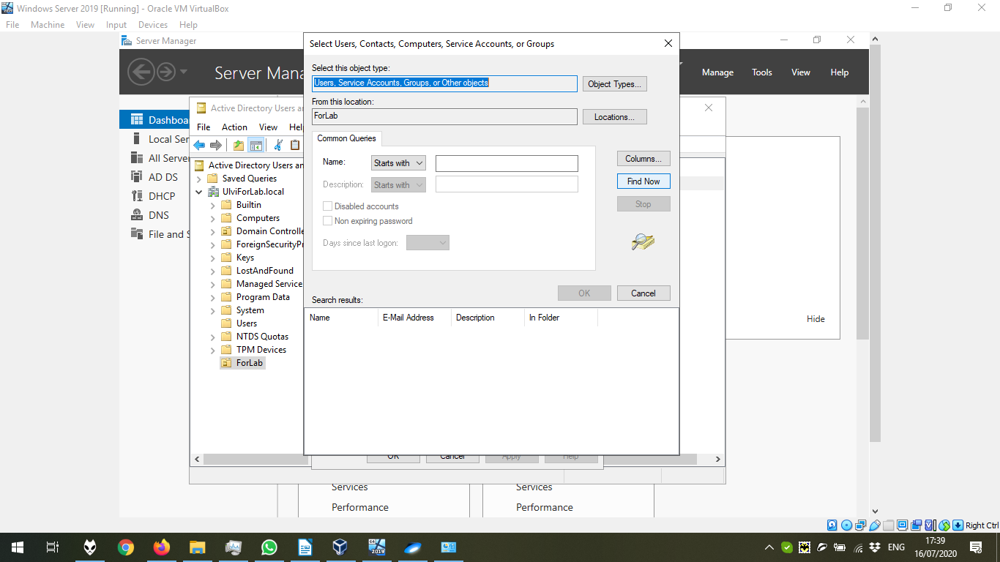 Windows Server 2019 [Running] - Oracle VM VirtualBox
File Machine View Input Devices Help
Server Manager
Server Mana
Manage Tools View Help
Dashboa
Local Ser
All Server
AD DS
DHCP
DNS
File and S
Active Directory Users an
File Action View Help
Active Directory Users an
Saved Queries
UlviForLab.local
Builtin
Computers
Domain Controlle
ForeignSecurityPr
Keys
LostAndFound
Managed Service
Program Data
System
Users
NTDS Quotas
TPM Devices
ForLab
Select Users, Contacts, Computers, Service Accounts, or Groups
Select this object type:
Users, Service Accounts, Groups, or Other objects
Object Types...
From this location:
ForLab
Locations...
Common Queries
Name: Starts with
Description: Starts with
Disabled accounts
Non expiring password
Days since last logon:
Columns...
Find Now
Stop
OK Cancel
Search results:
Name E-Mail Address Description In Folder
OK Cancel Apply Help
Hide
Services
Performance
Services
Performance
Right Ctrl
64
2019
ENG
17:39
16/07/2020